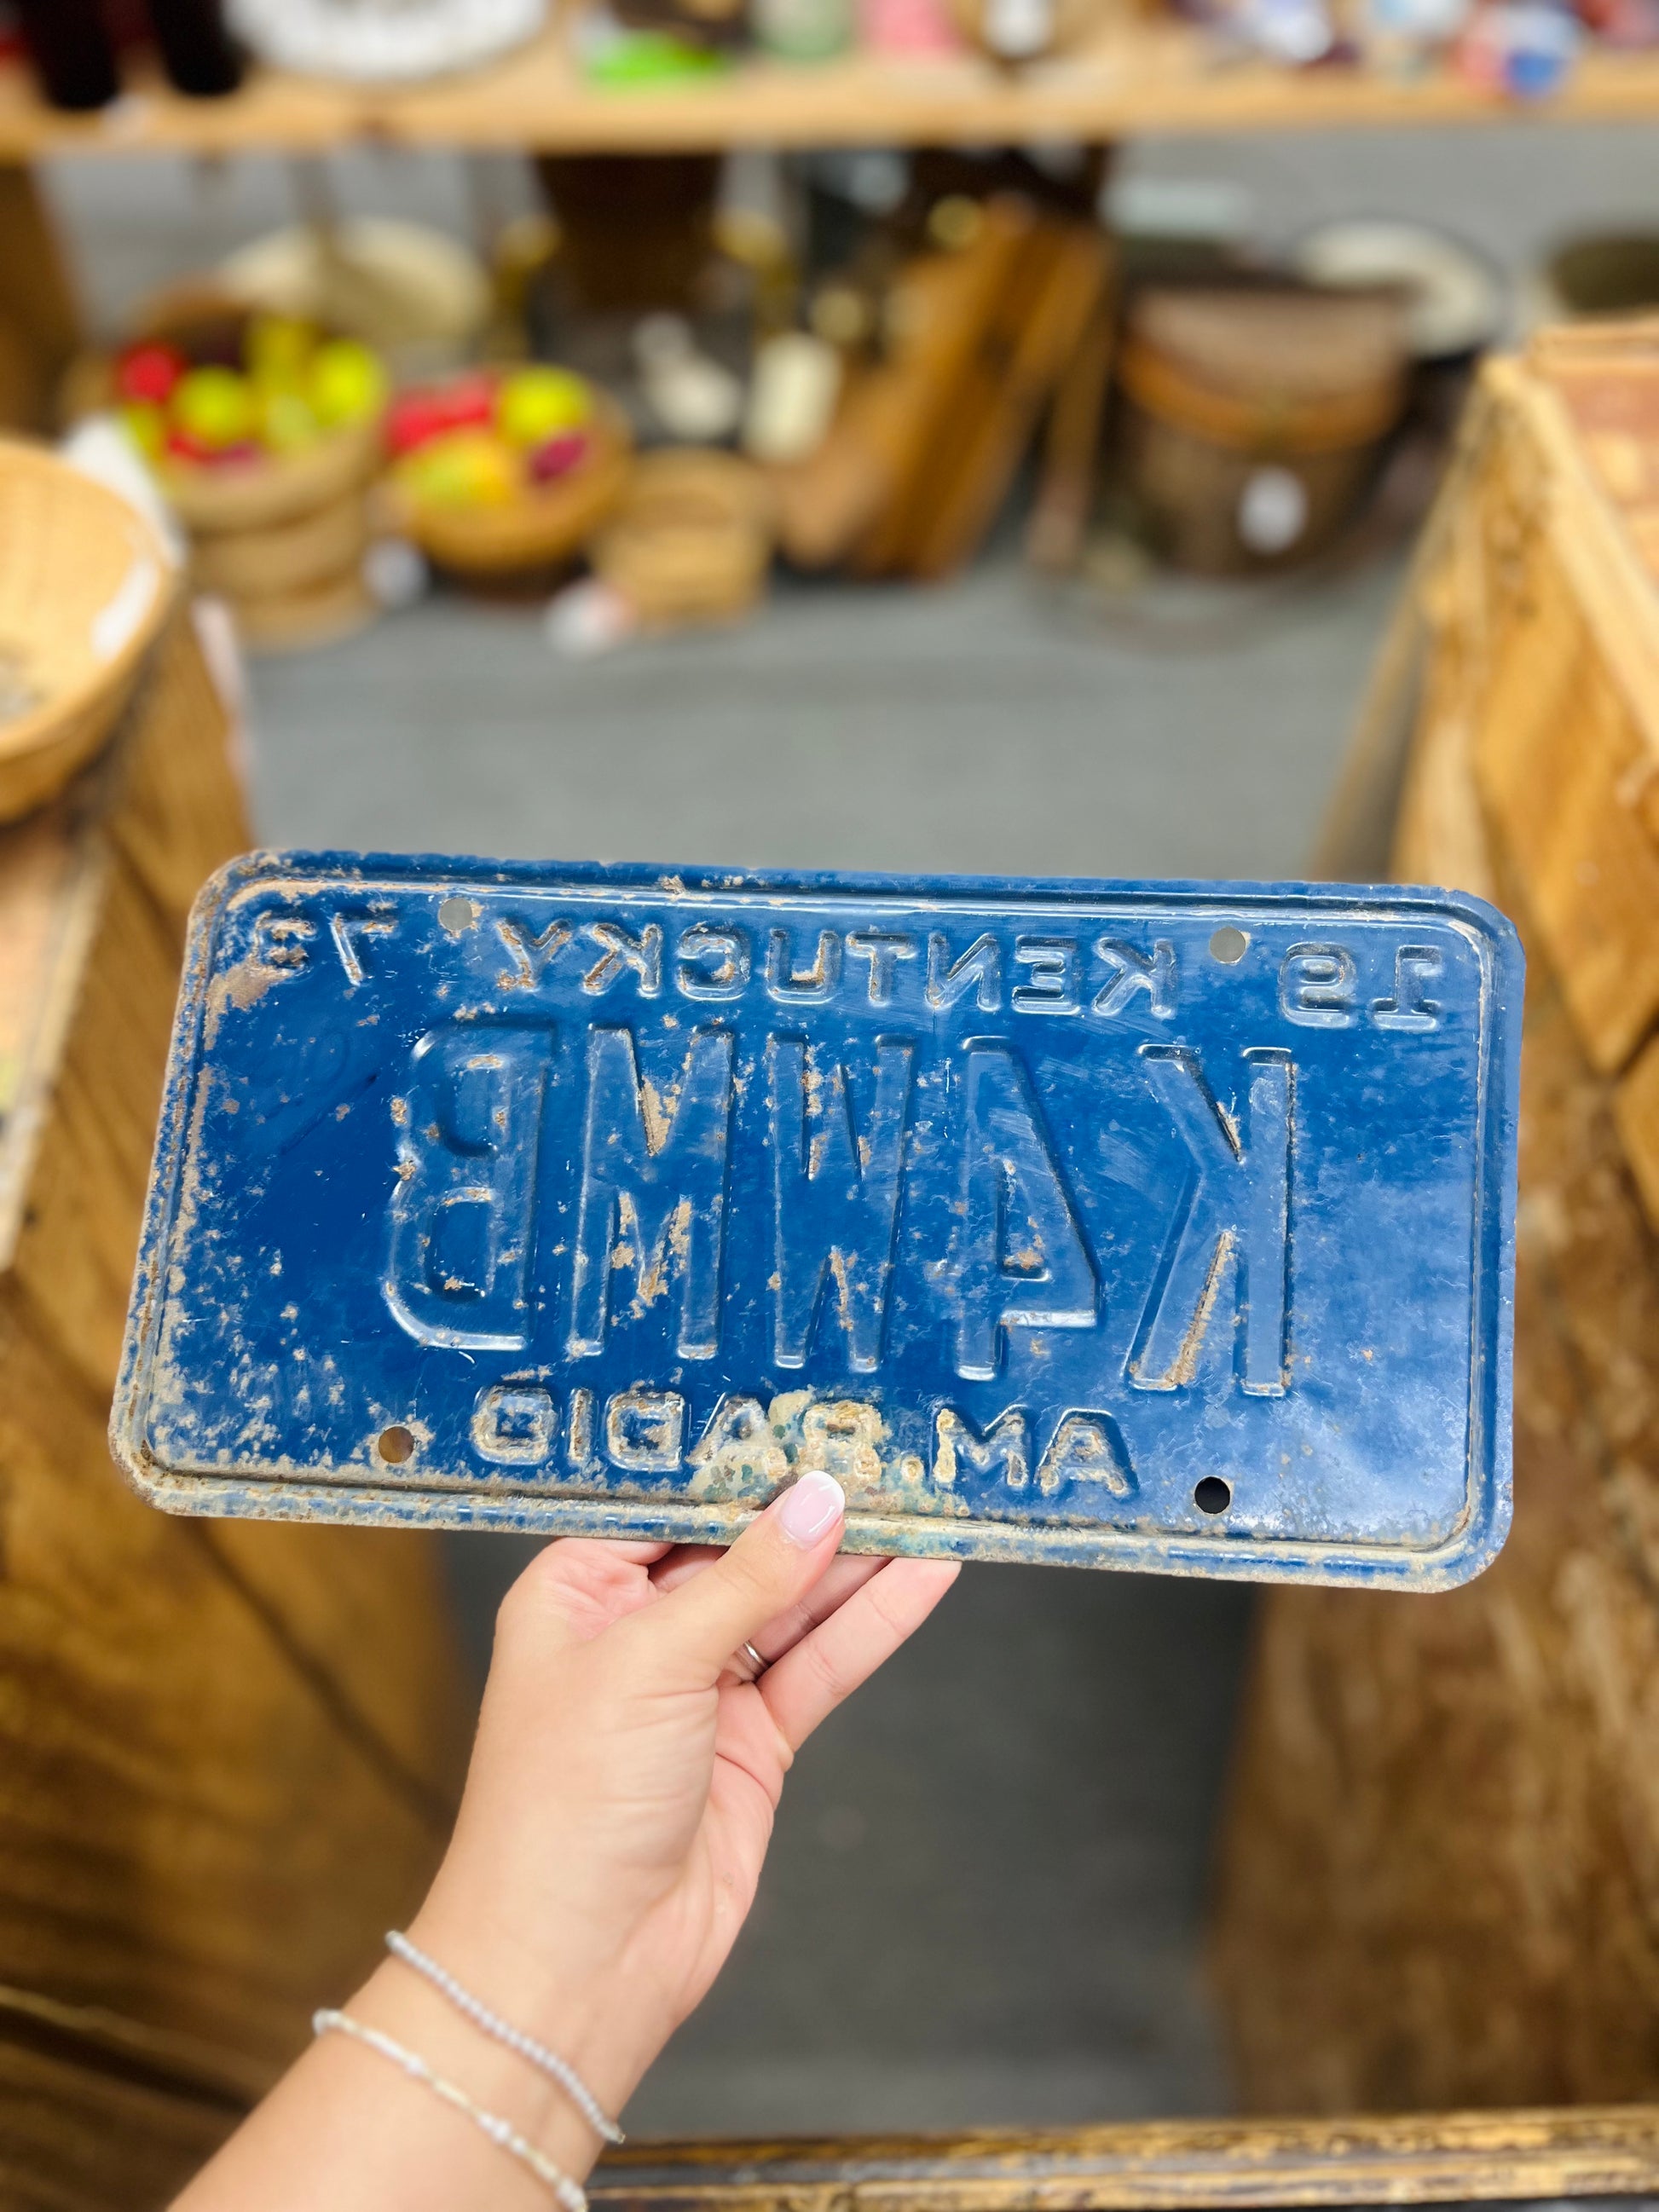 19 KENTUCKY 73
K4WMB
AM. RADIO